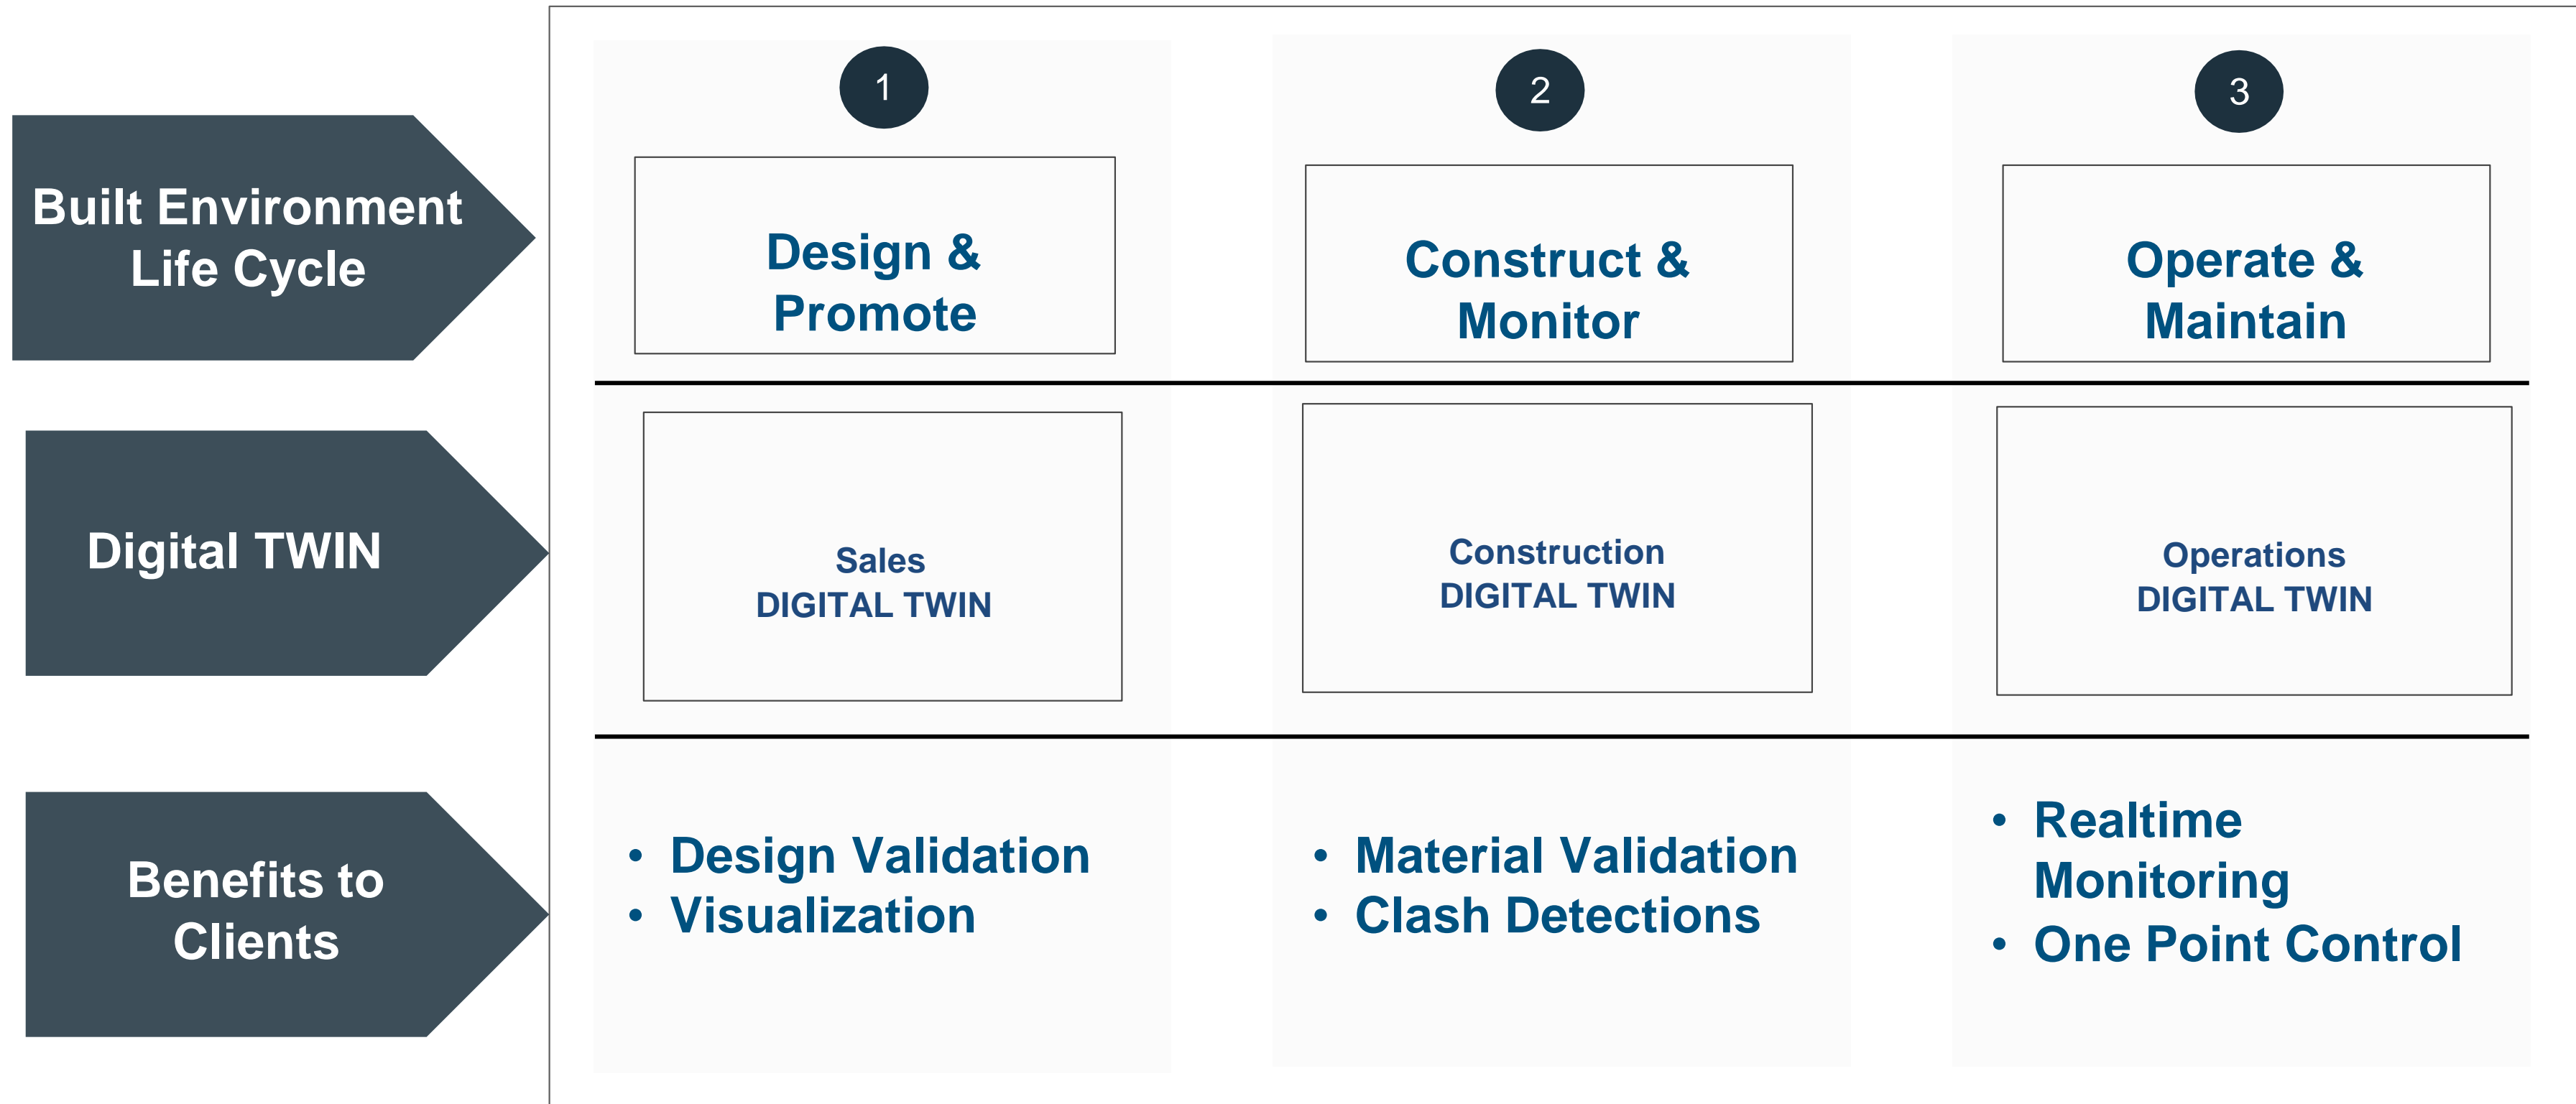 1
2
3
Built Environment
Life Cycle
Design &
Promote
Construct &
Monitor
Operate &
Maintain
Digital TWIN
Sales
DIGITAL TWIN
Construction
DIGITAL TWIN
Operations
DIGITAL TWIN
Benefits to
Clients
• Design Validation
• Visualization
• Material Validation
• Clash Detections
• Realtime
Monitoring
• One Point Control